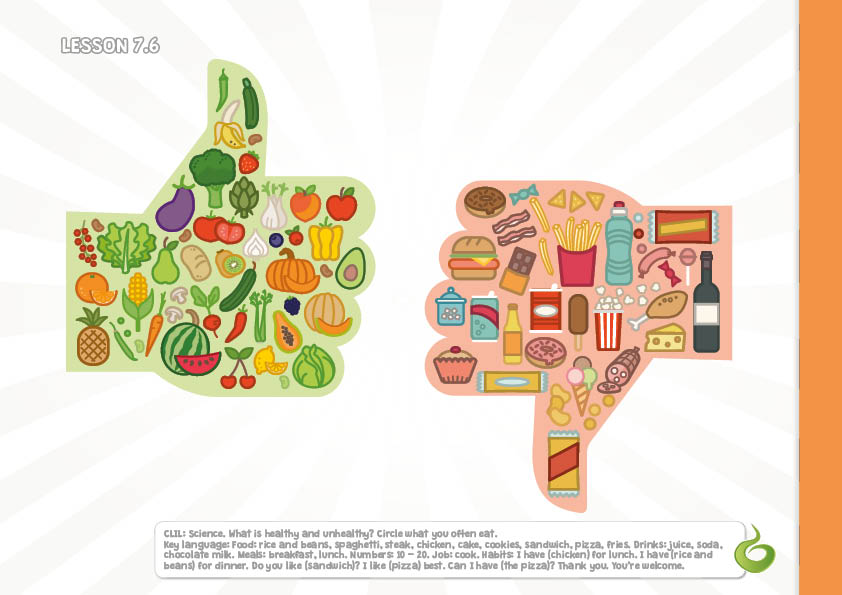 LESSON 7.6
CLIL: Science. What is healthy and unhealthy? Circle what you often eat.
Key language: Food: rice and beans, spaghetti, steak, chicken, cake, cookies, sandwich, pizza, fries. Drinks: juice, soda,
chocolate milk. Meals: breakfast, lunch. Numbers: 10 – 20. Job: cook. Habits: I have (chicken) for lunch. I have (rice and
beans) for dinner. Do you like (sandwich)? I like (pizza) best. Can I have (the pizza)? Thank you. You're welcome.